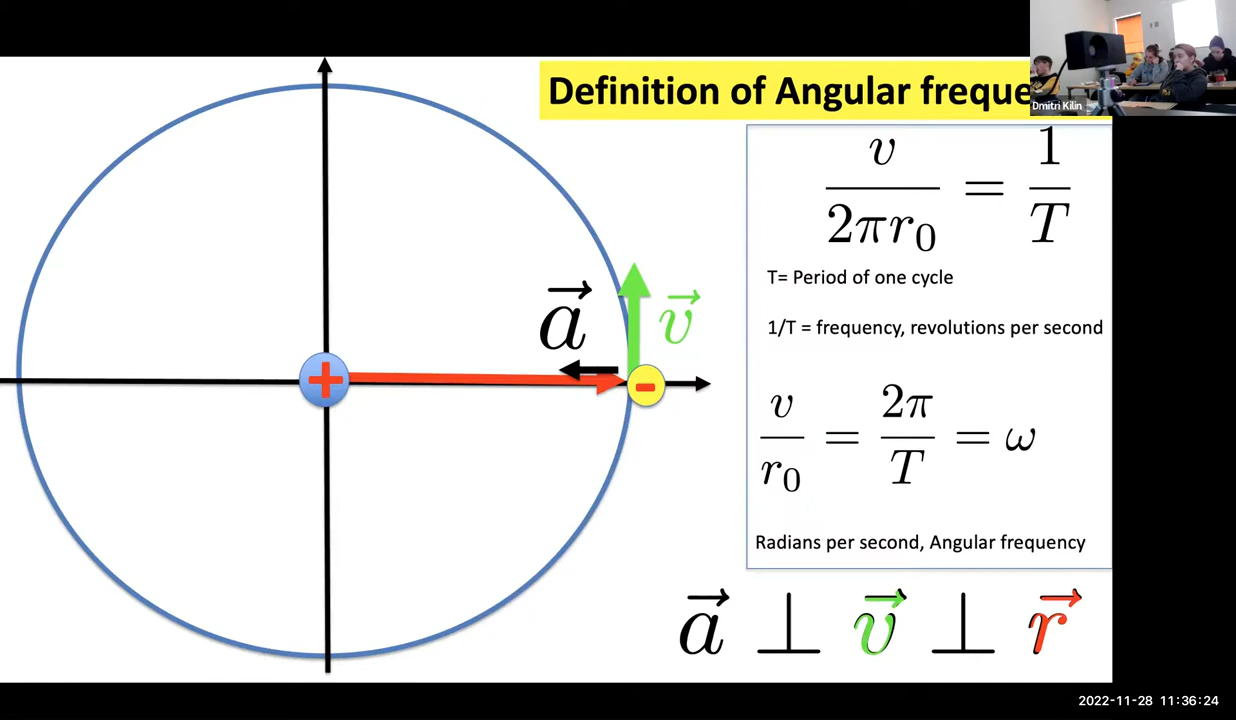 Definition of Angular freque
Dmitri Kilin
v / 2πr₀ = 1 / T
T= Period of one cycle
1/T = frequency, revolutions per second
a⃗
v⃗
+
-
v / r₀ = 2π / T = ω
Radians per second, Angular frequency
a⃗ ⊥ v⃗ ⊥ r⃗
2022-11-28 11:36:24